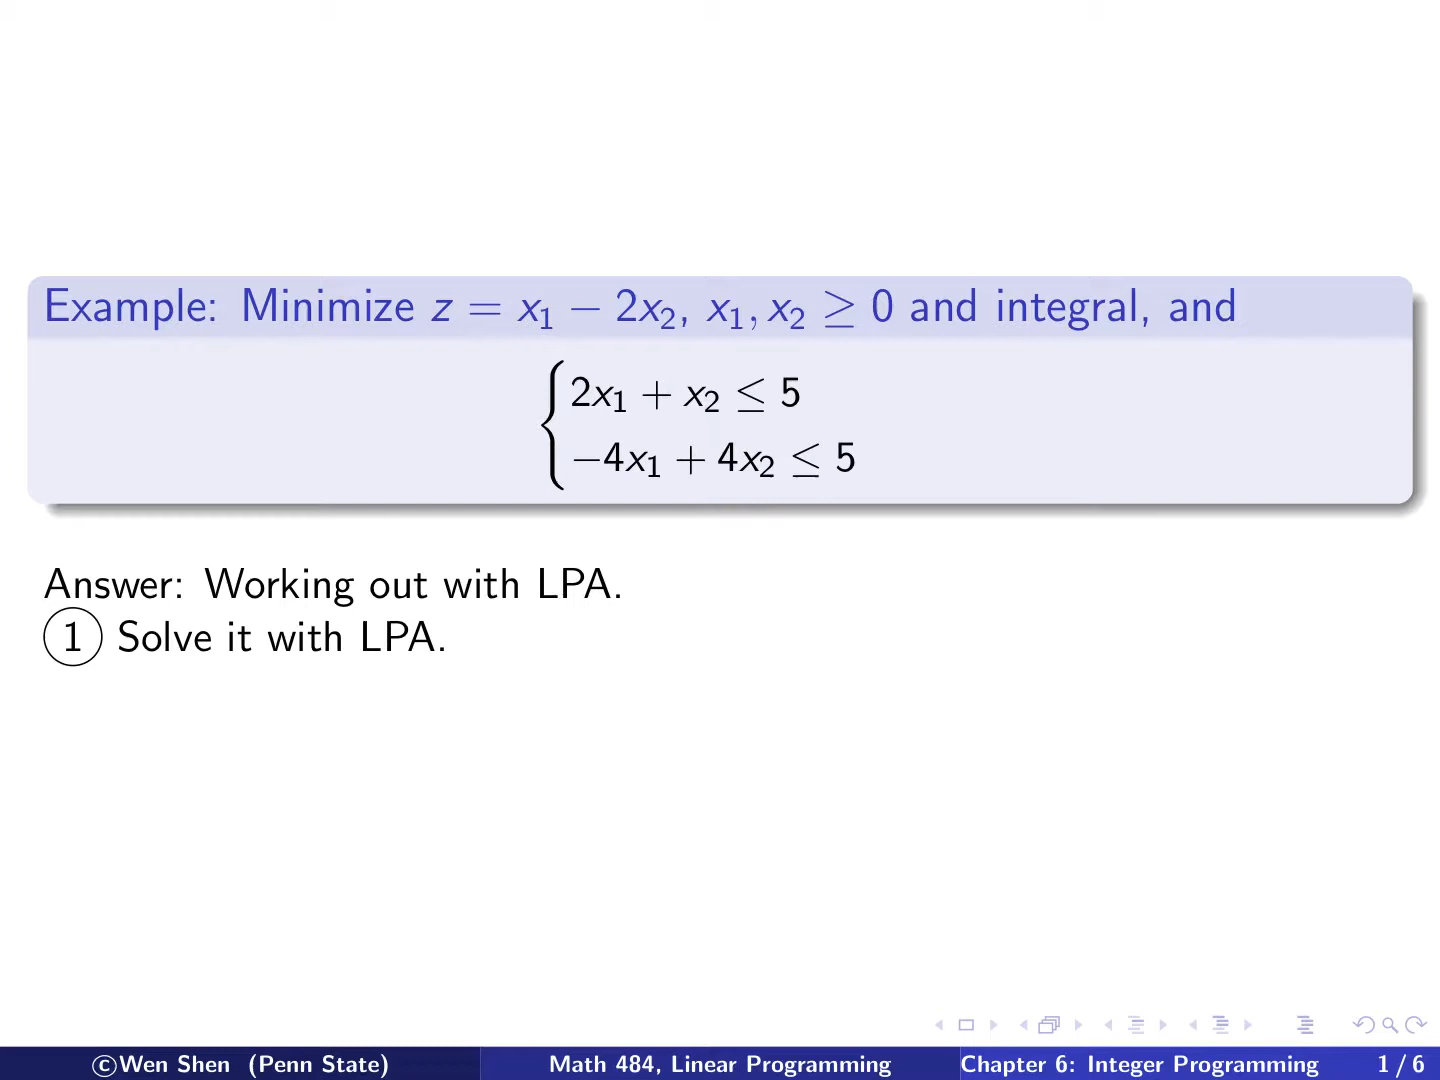 Example: Minimize z = x₁ − 2x₂, x₁, x₂ ≥ 0 and integral, and
2x₁ + x₂ ≤ 5
−4x₁ + 4x₂ ≤ 5
Answer: Working out with LPA.
① Solve it with LPA.
©Wen Shen (Penn State) Math 484, Linear Programming Chapter 6: Integer Programming 1 / 6